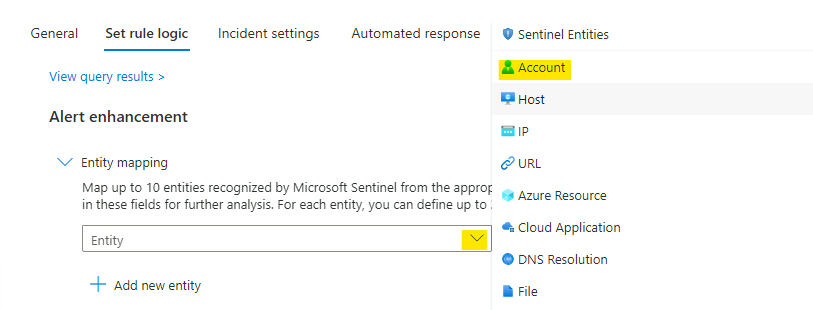 General Set rule logic Incident settings Automated response
View query results >
Alert enhancement
Entity mapping
Map up to 10 entities recognized by Microsoft Sentinel from the approp
in these fields for further analysis. For each entity, you can define up to
Entity
Add new entity
Sentinel Entities
Account
Host
IP
URL
Azure Resource
Cloud Application
DNS Resolution
File